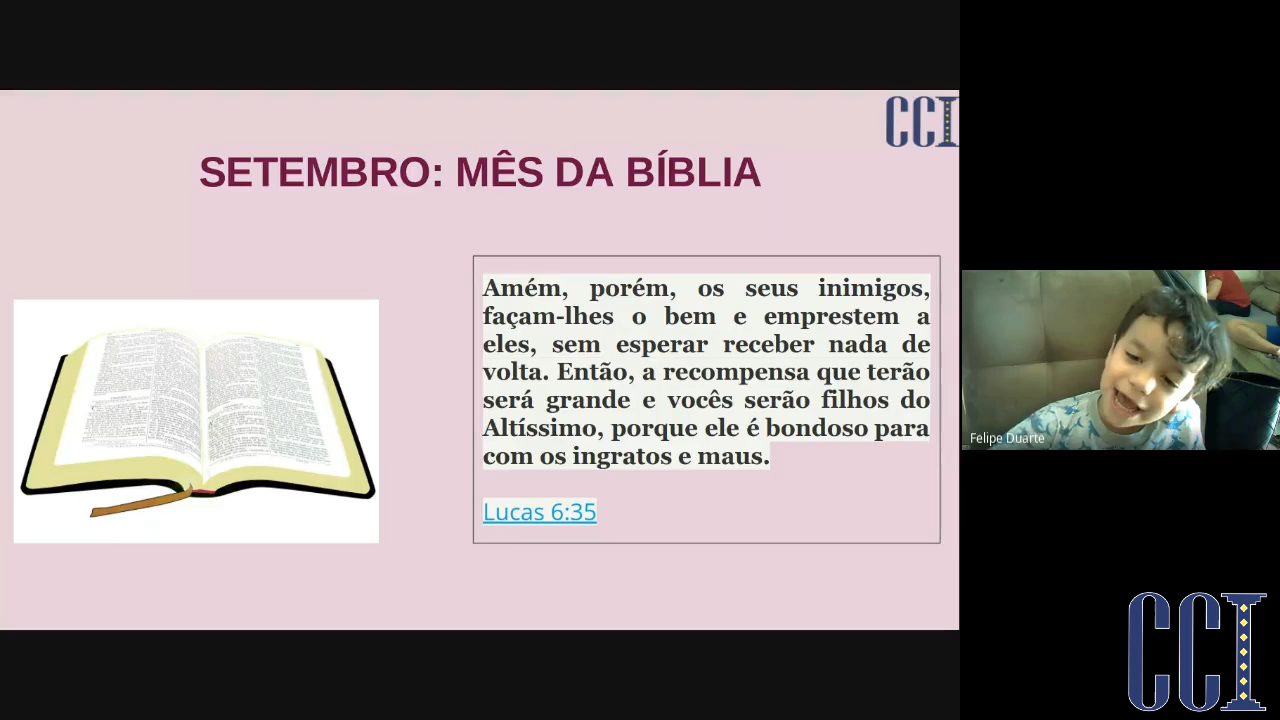 CCI
SETEMBRO: MÊS DA BÍBLIA
Amém, porém, os seus inimigos,
façam-lhes o bem e emprestem a
eles, sem esperar receber nada de
volta. Então, a recompensa que terão
será grande e vocês serão filhos do
Altíssimo, porque ele é bondoso para
com os ingratos e maus.
Lucas 6:35
Felipe Duarte
CCI